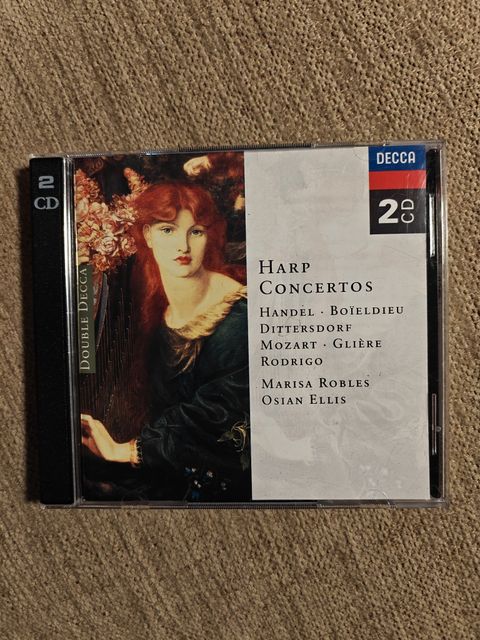 2
CD
DOUBLE DECCA
DECCA
2CD
HARP
CONCERTOS
HANDEL · BOÏELDIEU
DITTERSDORF
MOZART · GLIÈRE
RODRIGO
MARISA ROBLES
OSIAN ELLIS